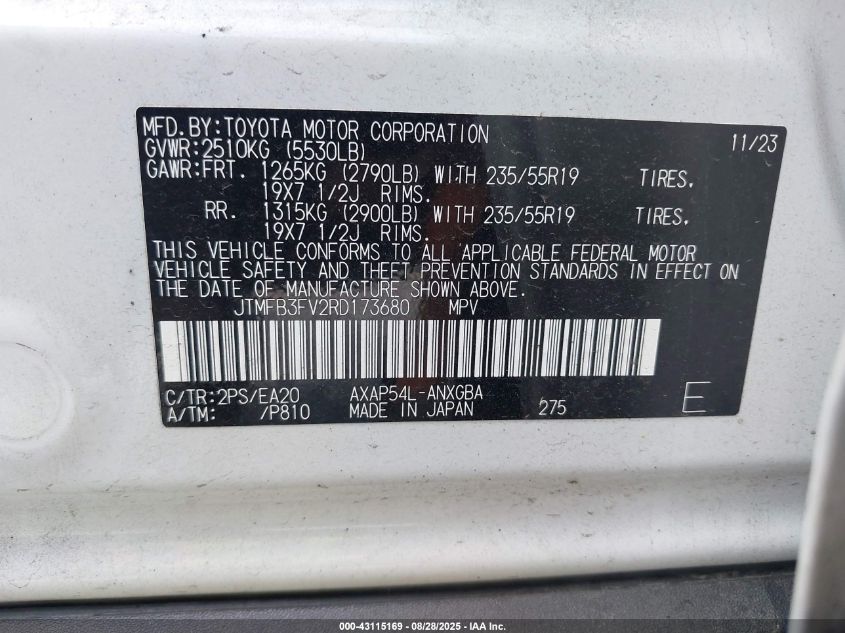 MFD.BY:TOYOTA MOTOR CORPORATION 11/23
GVWR:2510KG (5530LB)
GAWR:FRT. 1265KG (2790LB) WITH 235/55R19 TIRES.
19X7 1/2J RIMS.
RR. 1315KG (2900LB) WITH 235/55R19 TIRES.
19X7 1/2J RIMS.
THIS VEHICLE CONFORMS TO ALL APPLICABLE FEDERAL MOTOR
VEHICLE SAFETY AND THEFT PREVENTION STANDARDS IN EFFECT ON
THE DATE OF MANUFACTURE SHOWN ABOVE.
JTMFB3FV2RD173680 MPV
C/TR:2PS/EA20 AXAP54L-ANXGBA
A/TM: /P810 MADE IN JAPAN 275 E
000-43115169 | 08/28/2025 - IAA Inc.